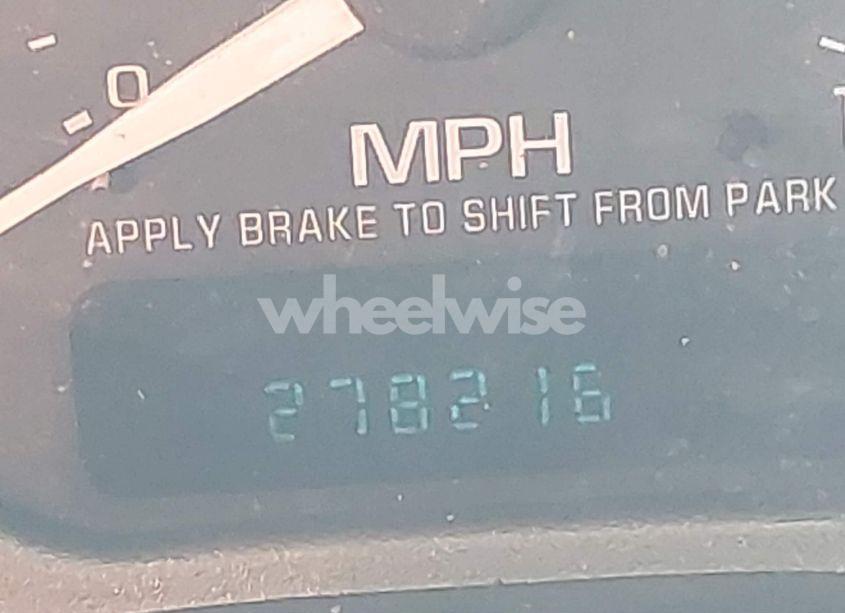 0
MPH
APPLY BRAKE TO SHIFT FROM PARK
wheelwise
278216